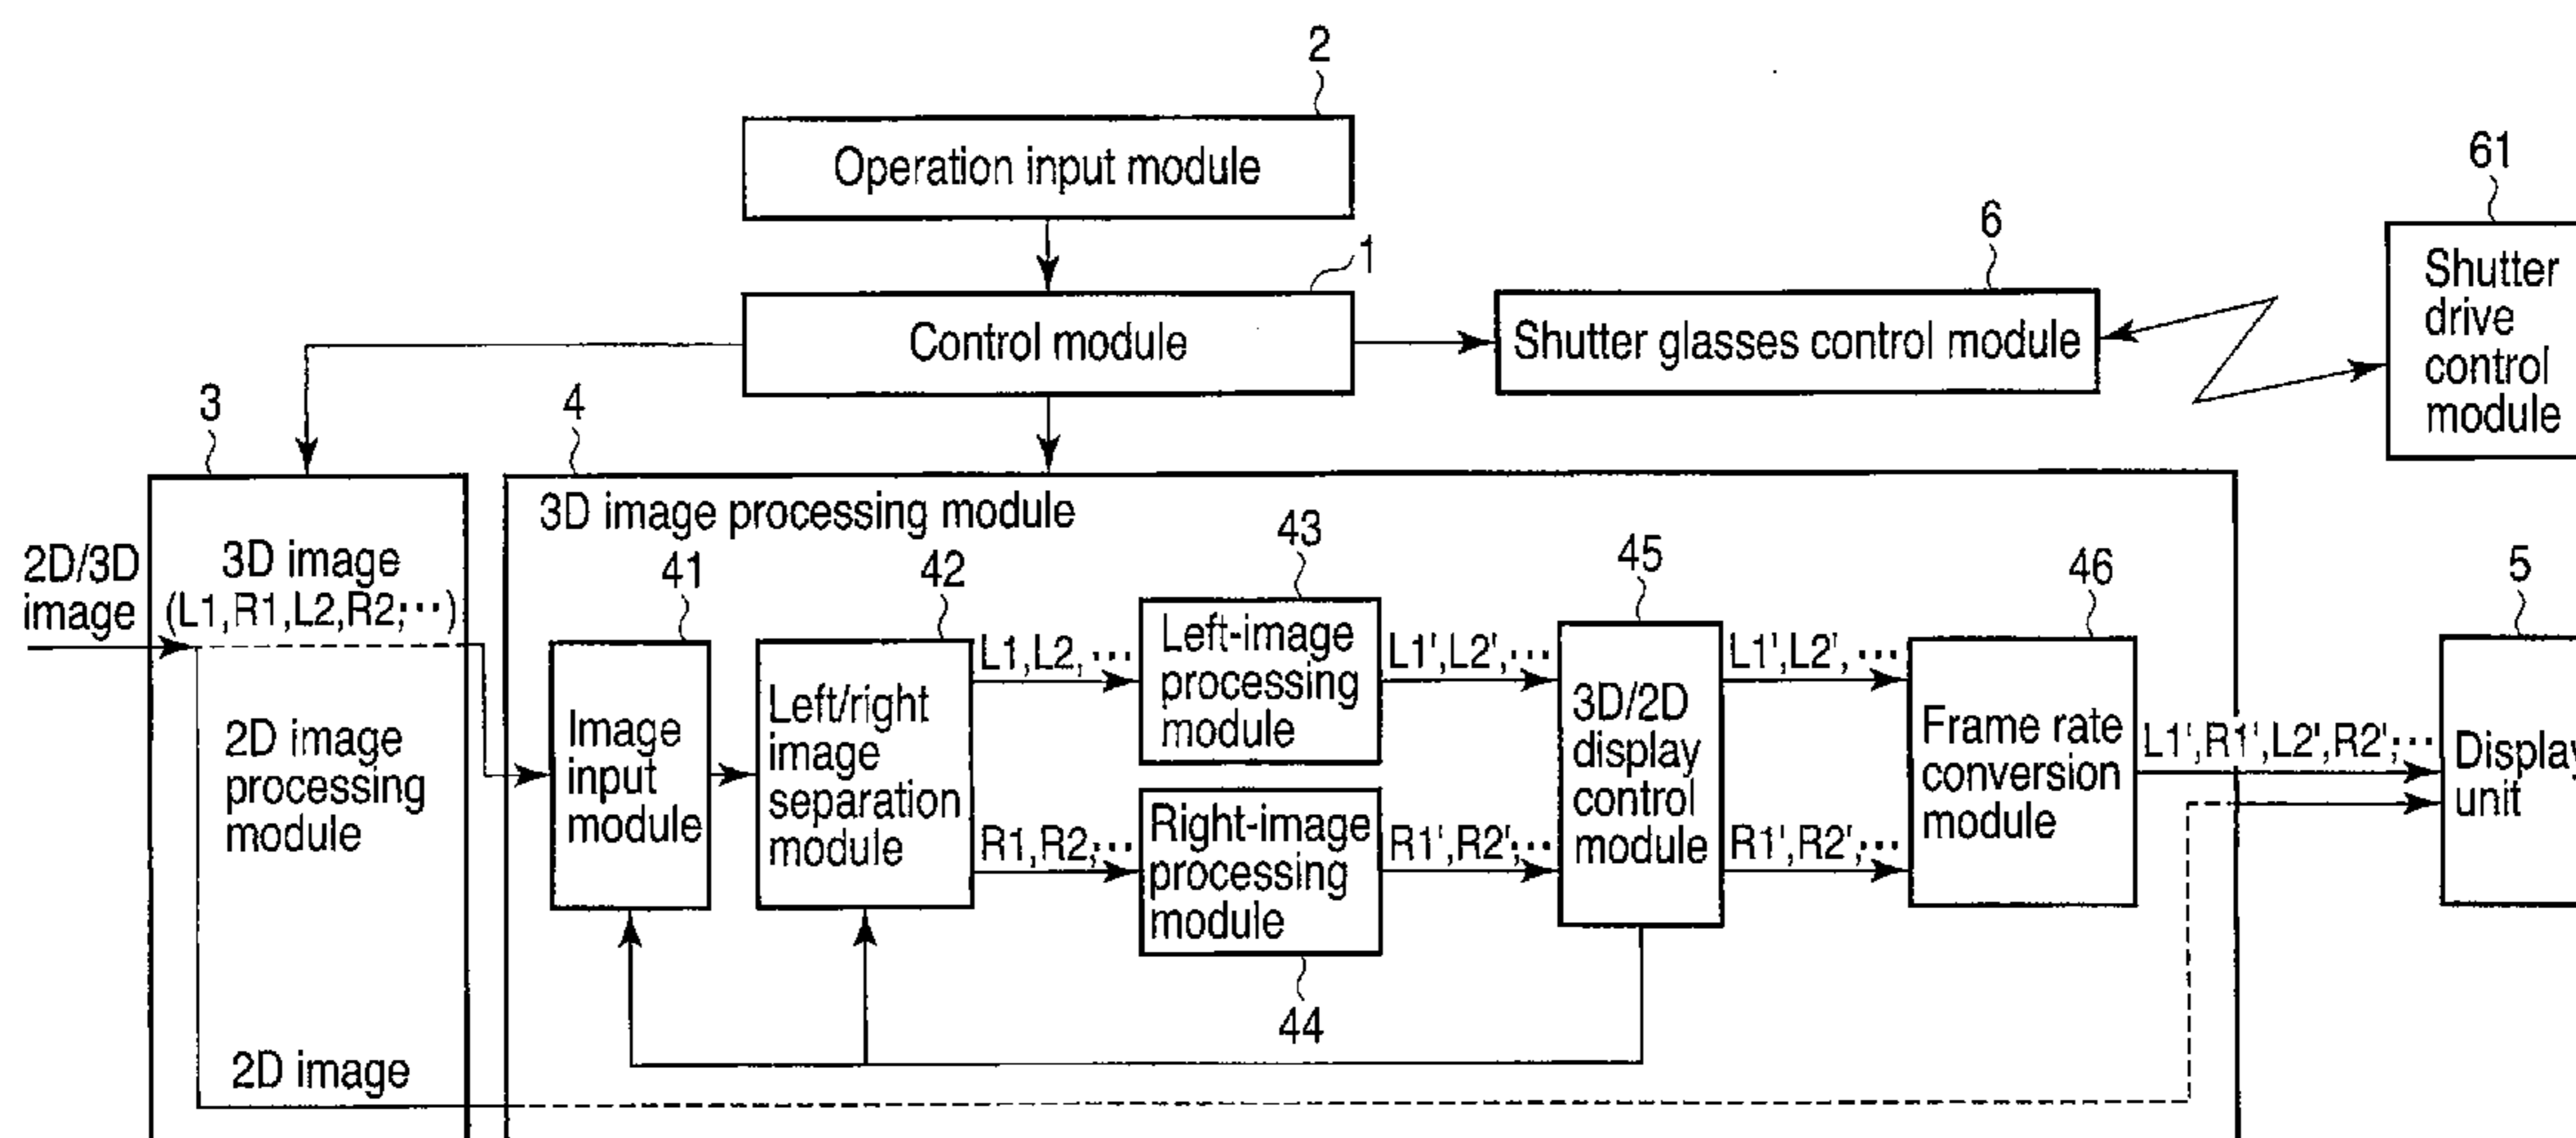 2
Operation input module
1
Control module
6
Shutter glasses control module
61
Shutter
drive
control
module
3
2D/3D
image
3D image
(L1,R1,L2,R2,···)
2D image
processing
module
2D image
4
3D image processing module
41
Image
input
module
42
Left/right
image
separation
module
L1,L2,···
R1,R2,···
43
Left-image
processing
module
Right-image
processing
module
44
L1',L2',···
R1',R2',···
45
3D/2D
display
control
module
L1',L2',···
R1',R2',···
46
Frame rate
conversion
module
L1',R1',L2',R2',···
5
Display
unit